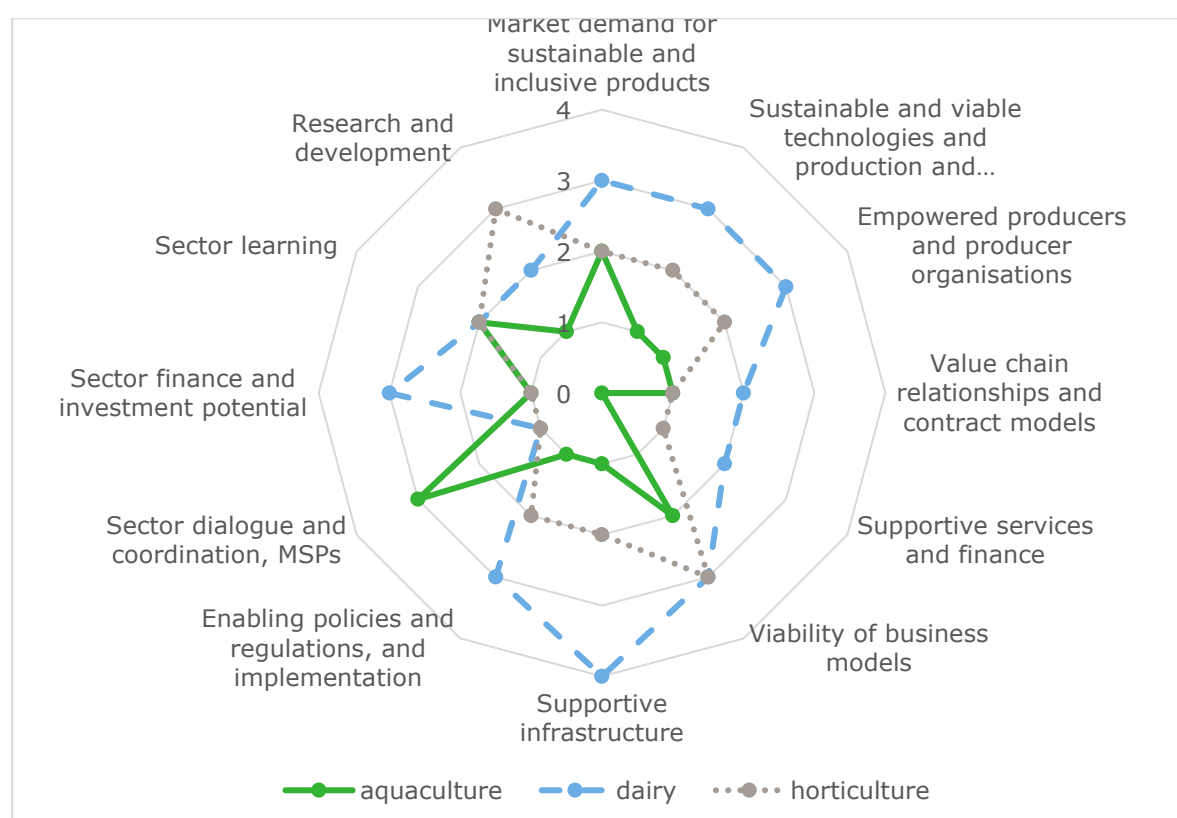 Market demand for
sustainable and
inclusive products
Sustainable and viable
technologies and
production and…
Empowered producers
and producer
organisations
Value chain
relationships and
contract models
Supportive services
and finance
Viability of business
models
Supportive
infrastructure
Enabling policies and
regulations, and
implementation
Sector dialogue and
coordination, MSPs
Sector finance and
investment potential
Sector learning
Research and
development
4
3
2
1
0
aquaculture
dairy
horticulture